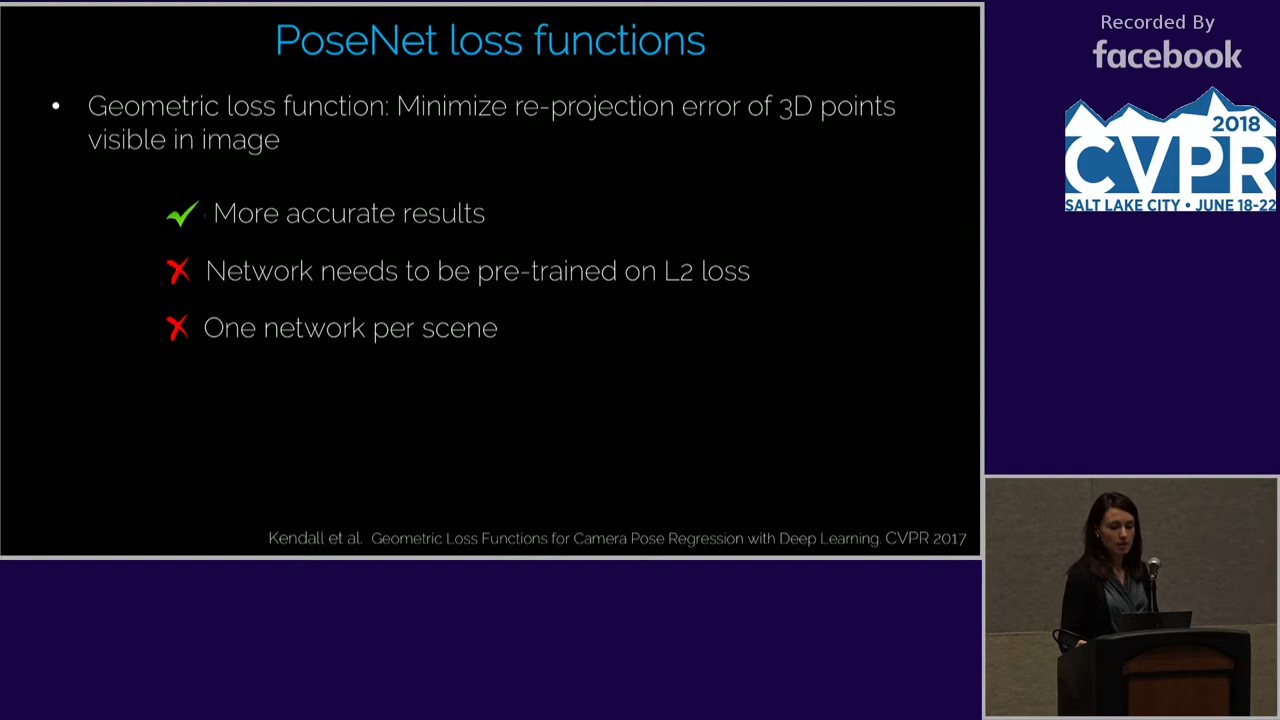 PoseNet loss functions
• Geometric loss function: Minimize re-projection error of 3D points
visible in image
More accurate results
Network needs to be pre-trained on L2 loss
One network per scene
Kendall et al. Geometric Loss Functions for Camera Pose Regression with Deep Learning. CVPR 2017
Recorded By
facebook
2018
CVPR
SALT LAKE CITY • JUNE 18-22